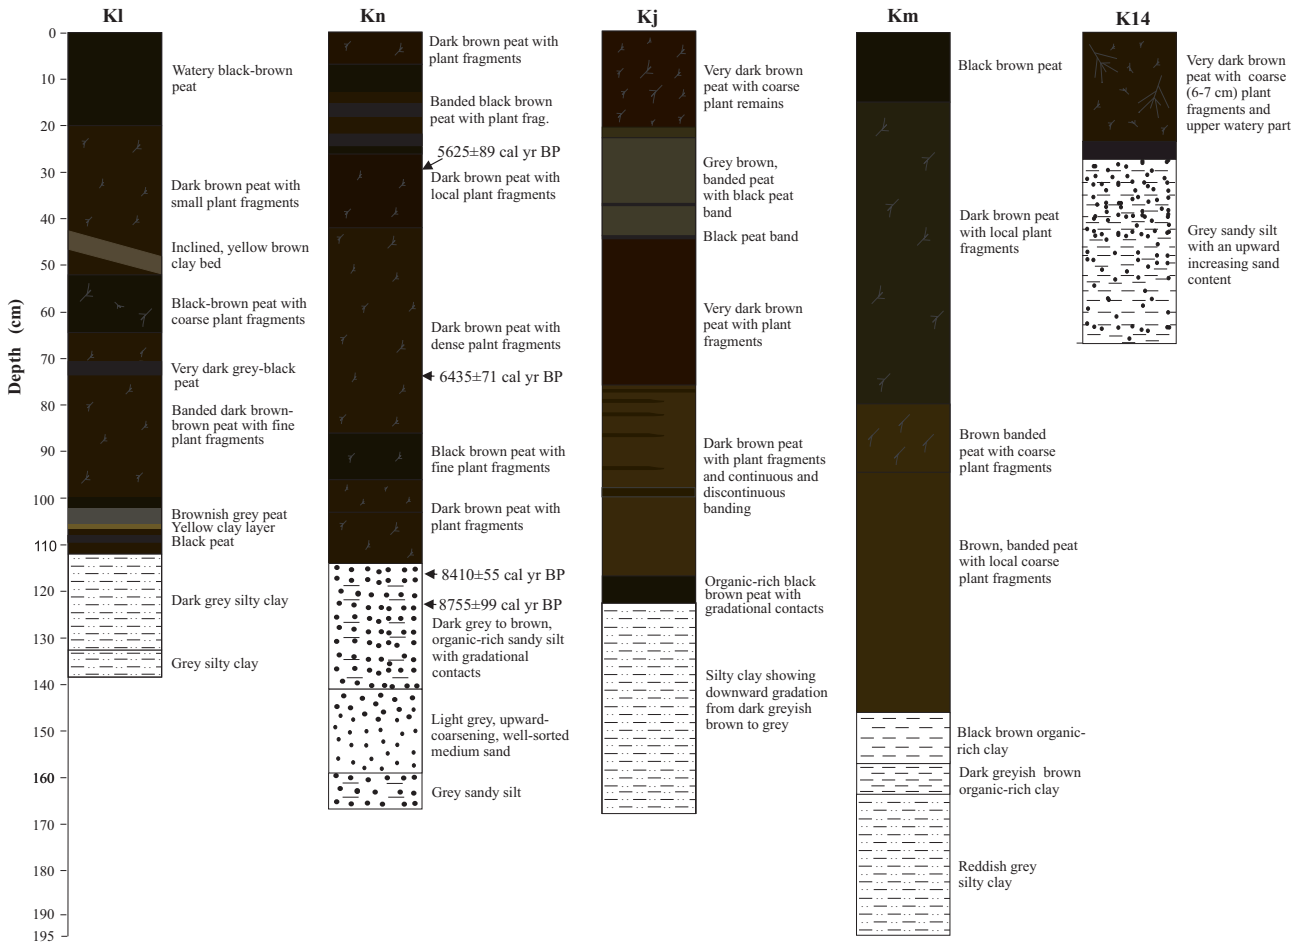 Kl
Kn
Kj
Km
K14
Depth (cm)
0
10
20
30
40
50
60
70
80
90
100
110
120
130
140
150
160
170
180
190
195
Watery black-brown
peat
Dark brown peat with
small plant fragments
Inclined, yellow brown
clay bed
Black-brown peat with
coarse plant fragments
Very dark grey-black
peat
Banded dark brown-
brown peat with fine
plant fragments
Brownish grey peat
Yellow clay layer
Black peat
Dark grey silty clay
Grey silty clay
Dark brown peat with
plant fragments
Banded black brown
peat with plant frag.
5625±89 cal yr BP
Dark brown peat with
local plant fragments
Dark brown peat with
dense palnt fragments
6435±71 cal yr BP
Black brown peat with
fine plant fragments
Dark brown peat with
plant fragments
8410±55 cal yr BP
8755±99 cal yr BP
Dark grey to brown,
organic-rich sandy silt
with gradational
contacts
Light grey, upward-
coarsening, well-sorted
medium sand
Grey sandy silt
Very dark brown
peat with coarse
plant remains
Grey brown,
banded peat
with black peat
band
Black peat band
Very dark brown
peat with plant
fragments
Dark brown peat
with plant fragments
and continuous and
discontinuous
banding
Organic-rich black
brown peat with
gradational contacts
Silty clay showing
downward gradation
from dark greyish
brown to grey
Black brown peat
Dark brown peat
with local plant
fragments
Brown banded
peat with coarse
plant fragments
Brown, banded peat
with local coarse
plant fragments
Black brown organic-
rich clay
Dark greyish brown
organic-rich clay
Reddish grey
silty clay
Very dark brown
peat with coarse
(6-7 cm) plant
fragments and
upper watery part
Grey sandy silt
with an upward
increasing sand
content